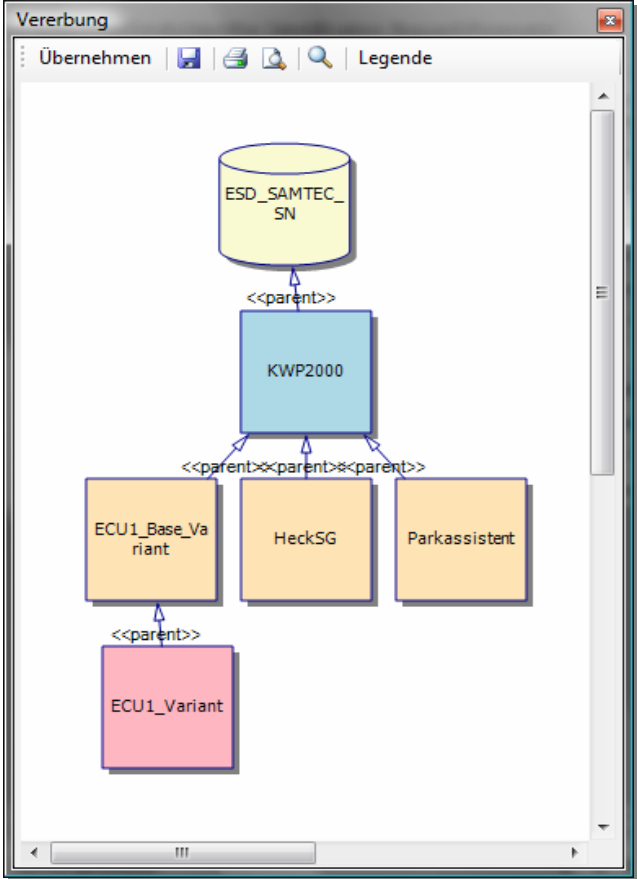 Vererbung
Übernehmen
Legende
ESD_SAMTEC_
SN
<<parent>>
KWP2000
<<parent>>
<<parent>>
<<parent>>
ECU1_Base_Va
riant
HeckSG
Parkassistent
<<parent>>
ECU1_Variant